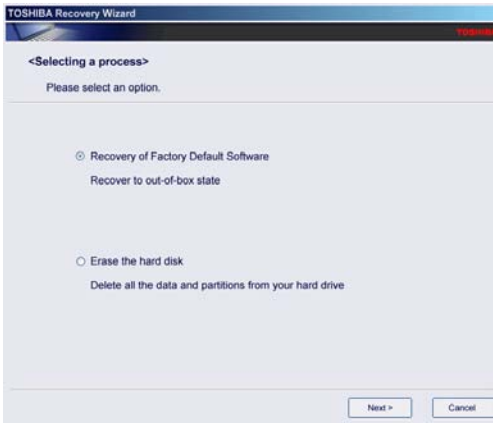 TOSHIBA Recovery Wizard
TOSHIBA
<Selecting a process>
Please select an option.
Recovery of Factory Default Software
Recover to out-of-box state
Erase the hard disk
Delete all the data and partitions from your hard drive
Next >
Cancel